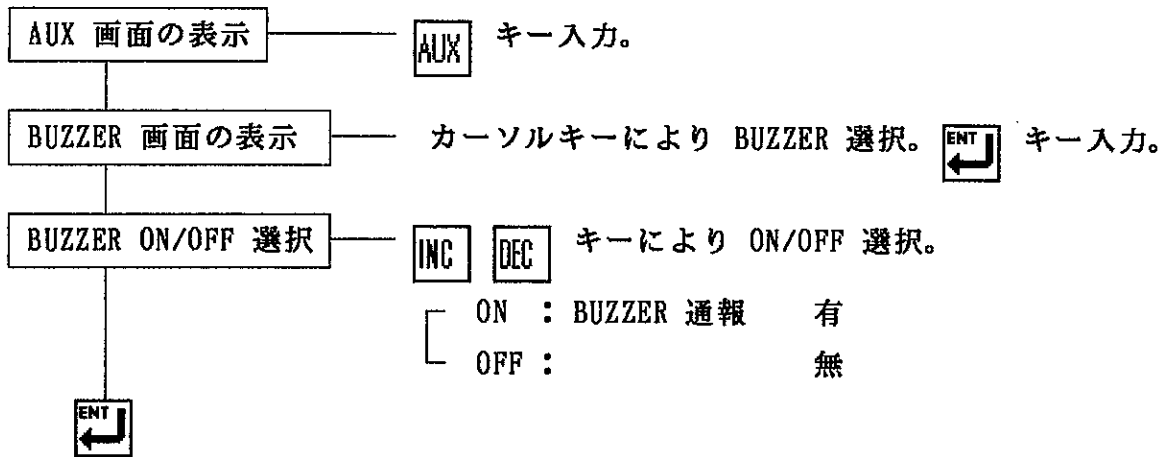 AUX 画面の表示 AUX キー入力。
BUZZER 画面の表示 カーソルキーにより BUZZER 選択。 ENT キー入力。
BUZZER ON/OFF 選択 INC DEC キーにより ON/OFF 選択。
ON : BUZZER 通報 有
OFF : 無
ENT